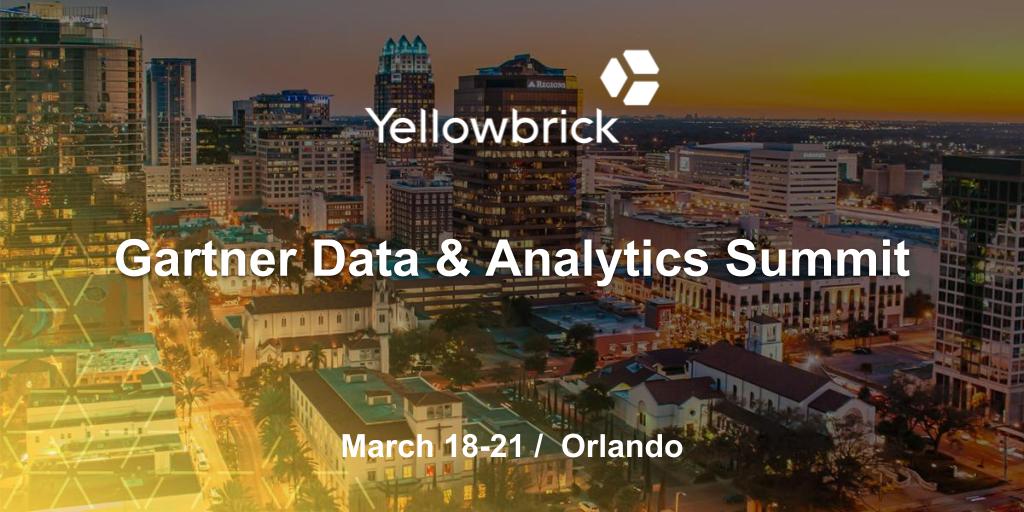 REGIONS
Yellowbrick
Gartner Data & Analytics Summit
March 18-21 / Orlando